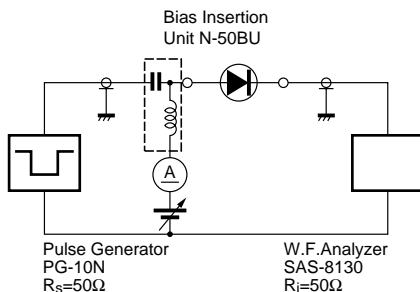 Bias Insertion
Unit N-50BU
A
Pulse Generator
PG-10N
Rs=50Ω
W.F.Analyzer
SAS-8130
Ri=50Ω